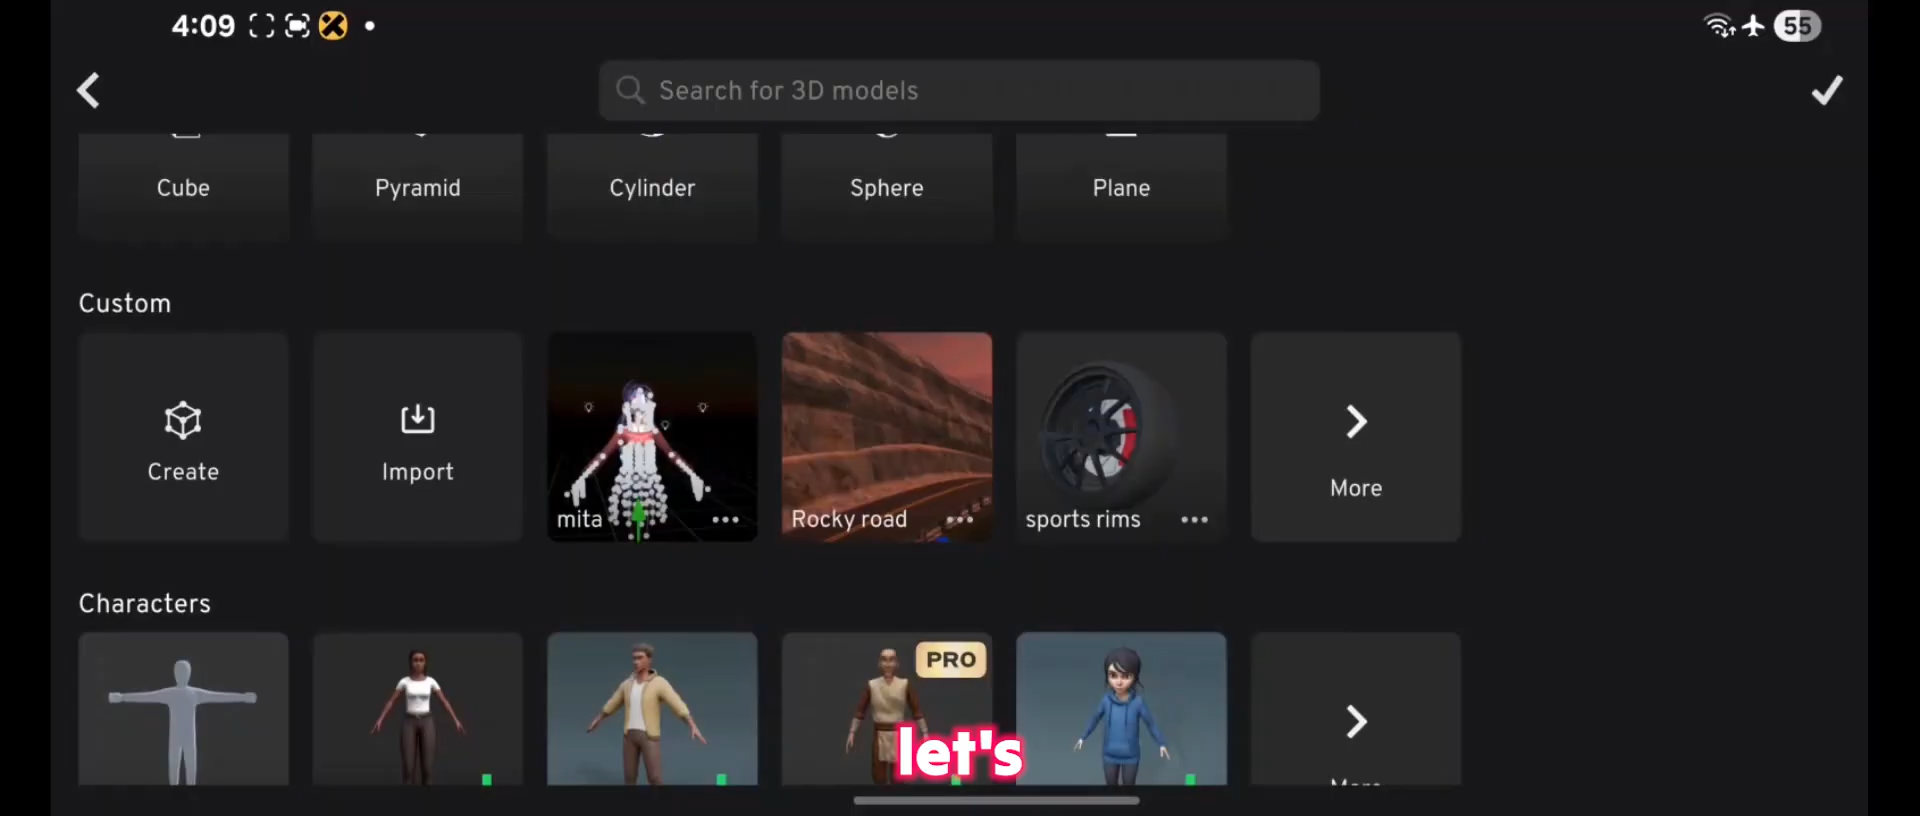 4:09
55
Search for 3D models
Cube
Pyramid
Cylinder
Sphere
Plane
Custom
Create
Import
mita
Rocky road
sports rims
More
Characters
PRO
let's